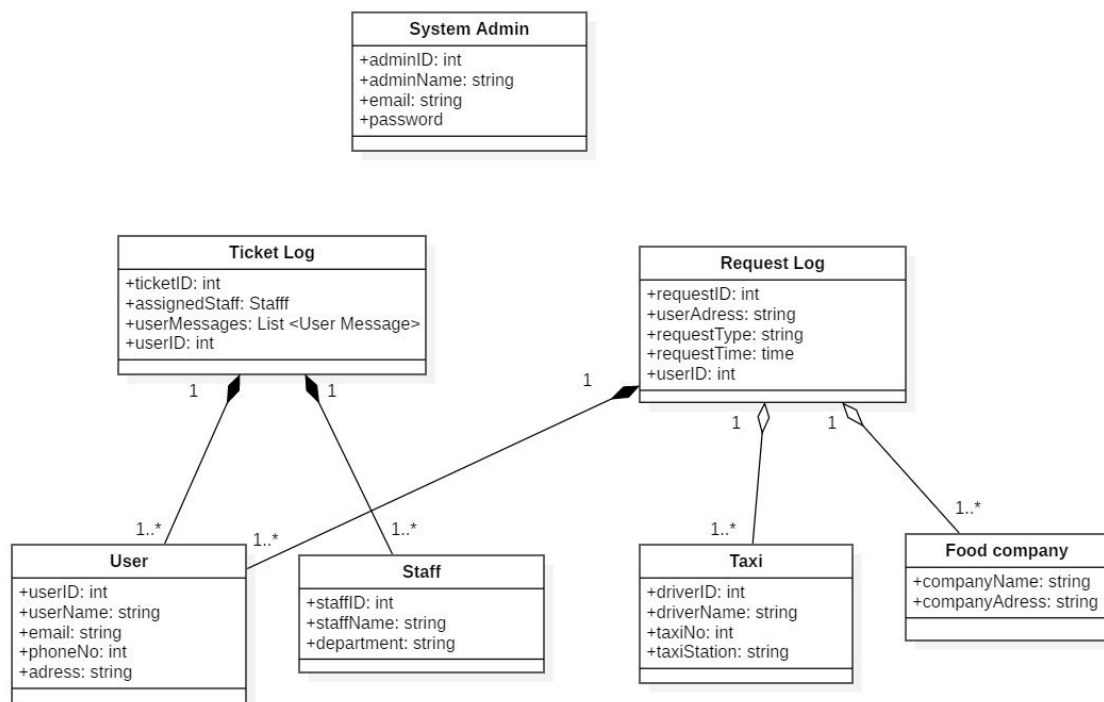 System Admin
+adminID: int
+adminName: string
+email: string
+password
Ticket Log
+ticketID: int
+assignedStaff: Stafff
+userMessages: List <User Message>
+userID: int
Request Log
+requestID: int
+userAdress: string
+requestType: string
+requestTime: time
+userID: int
1
1
1
1
1
1..*
1..*
1..*
1..*
1..*
User
+userID: int
+userName: string
+email: string
+phoneNo: int
+adress: string
Staff
+staffID: int
+staffName: string
+department: string
Taxi
+driverID: int
+driverName: string
+taxiNo: int
+taxiStation: string
Food company
+companyName: string
+companyAdress: string